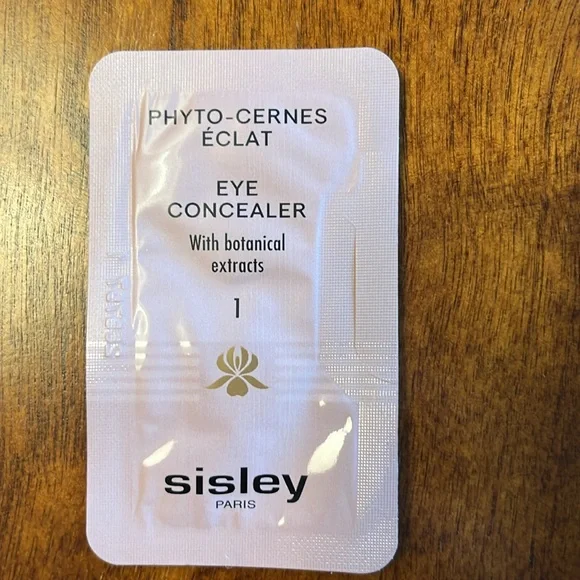 PHYTO-CERNES
ÉCLAT
EYE
CONCEALER
With botanical
extracts
1
sisley
PARIS